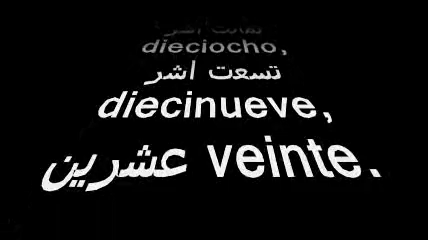 dieciocho,
تسعت اشر
diecinueve,
عشرين veinte.